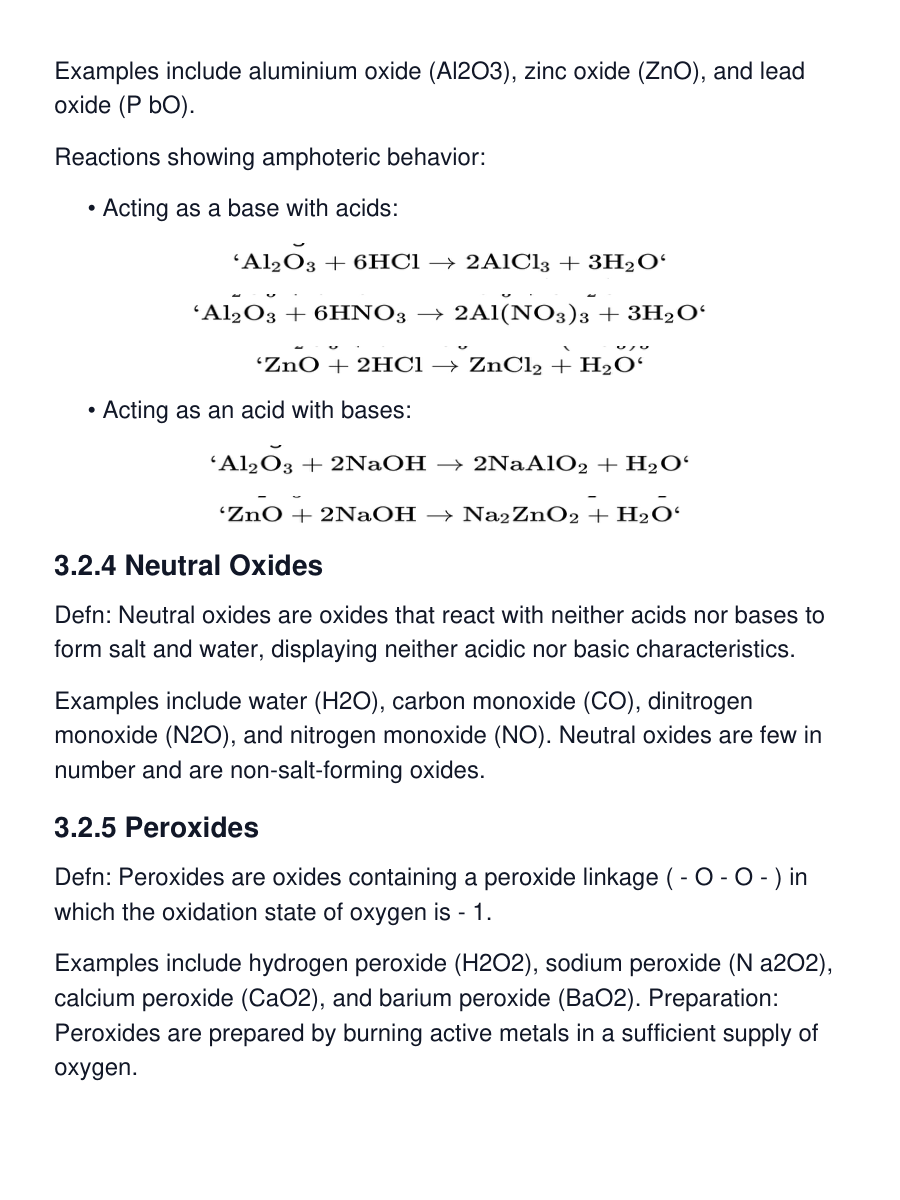 Examples include aluminium oxide (Al2O3), zinc oxide (ZnO), and lead
oxide (P bO).
Reactions showing amphoteric behavior:
• Acting as a base with acids:
‘Al₂O₃ + 6HCl → 2AlCl₃ + 3H₂O‘
‘Al₂O₃ + 6HNO₃ → 2Al(NO₃)₃ + 3H₂O‘
‘ZnO + 2HCl → ZnCl₂ + H₂O‘
• Acting as an acid with bases:
‘Al₂O₃ + 2NaOH → 2NaAlO₂ + H₂O‘
‘ZnO + 2NaOH → Na₂ZnO₂ + H₂O‘
3.2.4 Neutral Oxides
Defn: Neutral oxides are oxides that react with neither acids nor bases to
form salt and water, displaying neither acidic nor basic characteristics.
Examples include water (H2O), carbon monoxide (CO), dinitrogen
monoxide (N2O), and nitrogen monoxide (NO). Neutral oxides are few in
number and are non-salt-forming oxides.
3.2.5 Peroxides
Defn: Peroxides are oxides containing a peroxide linkage ( - O - O - ) in
which the oxidation state of oxygen is - 1.
Examples include hydrogen peroxide (H2O2), sodium peroxide (N a2O2),
calcium peroxide (CaO2), and barium peroxide (BaO2). Preparation:
Peroxides are prepared by burning active metals in a sufficient supply of
oxygen.